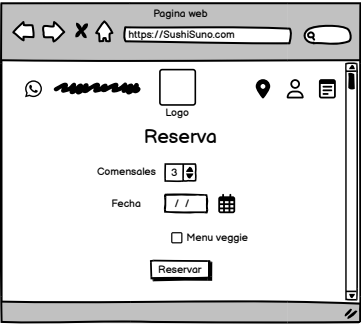 Pagina web
https://SushiSuno.com
Logo
Reserva
Comensales 3
Fecha / /
Menu veggie
Reservar